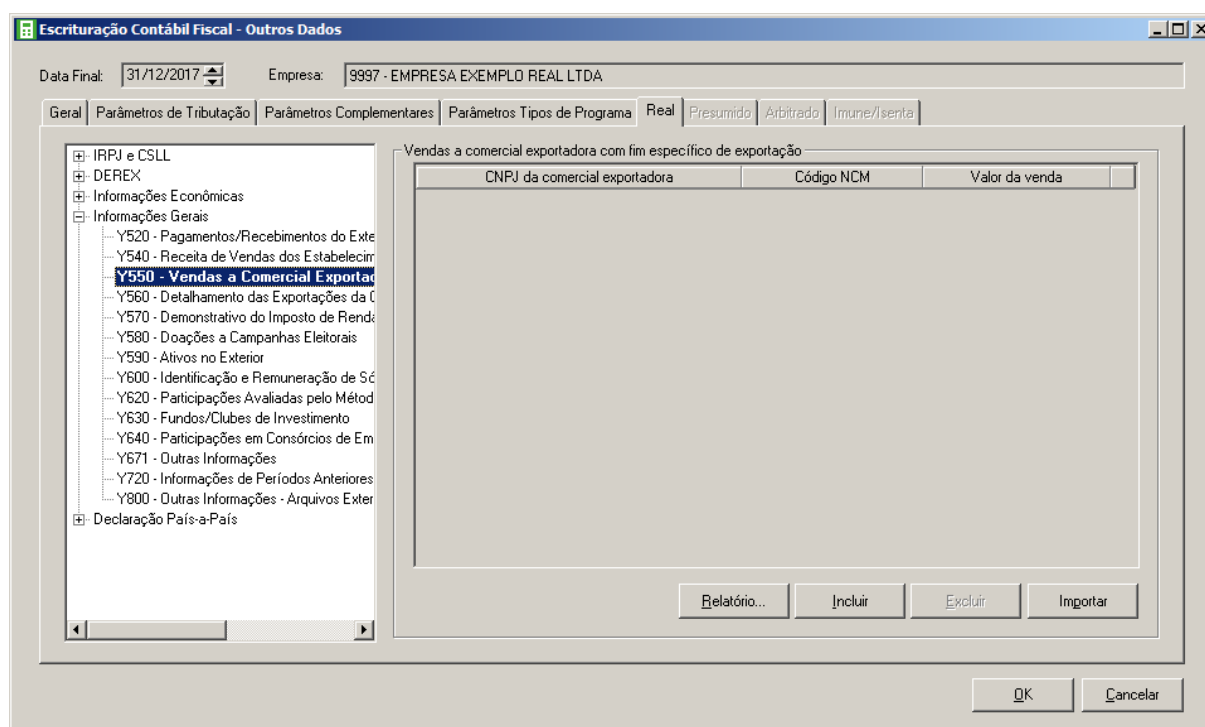 Escrituração Contábil Fiscal - Outros Dados
Data Final: 31/12/2017 Empresa: 9997 - EMPRESA EXEMPLO REAL LTDA
Geral Parâmetros de Tributação Parâmetros Complementares Parâmetros Tipos de Programa Real Presumido Arbitrado Imune/Isenta
IRPJ e CSLL
DEREX
Informações Econômicas
Informações Gerais
Y520 - Pagamentos/Recebimentos do Exte
Y540 - Receita de Vendas dos Estabelecim
Y550 - Vendas a Comercial Exportad
Y560 - Detalhamento das Exportações da C
Y570 - Demonstrativo do Imposto de Renda
Y580 - Doações a Campanhas Eleitorais
Y590 - Ativos no Exterior
Y600 - Identificação e Remuneração de Só
Y620 - Participações Avaliadas pelo Métod
Y630 - Fundos/Clubes de Investimento
Y640 - Participações em Consórcios de Em
Y671 - Outras Informações
Y720 - Informações de Períodos Anteriores
Y800 - Outras Informações - Arquivos Exter
Declaração País-a-País
Vendas a comercial exportadora com fim específico de exportação
CNPJ da comercial exportadora Código NCM Valor da venda
Relatório... Incluir Excluir Importar
OK Cancelar